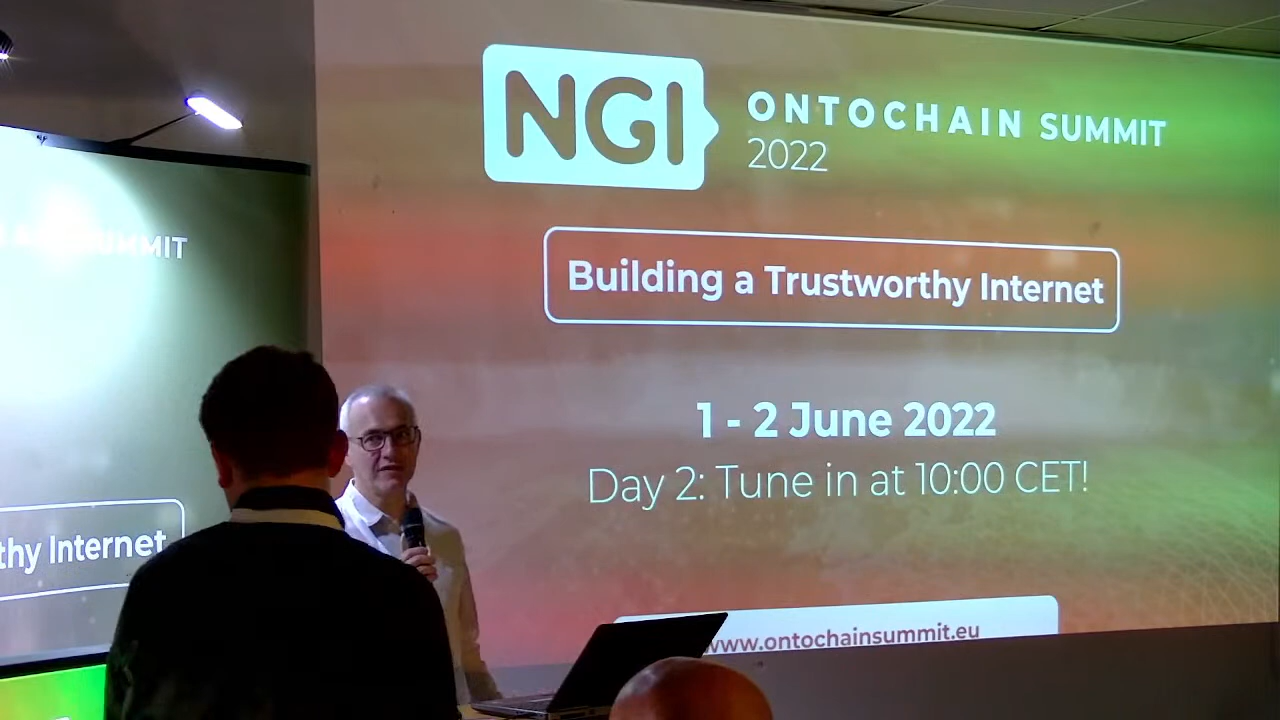 NGI
ONTOCHAIN SUMMIT
2022
Building a Trustworthy Internet
1 - 2 June 2022
Day 2: Tune in at 10:00 CET!
www.ontochainsummit.eu
thy Internet